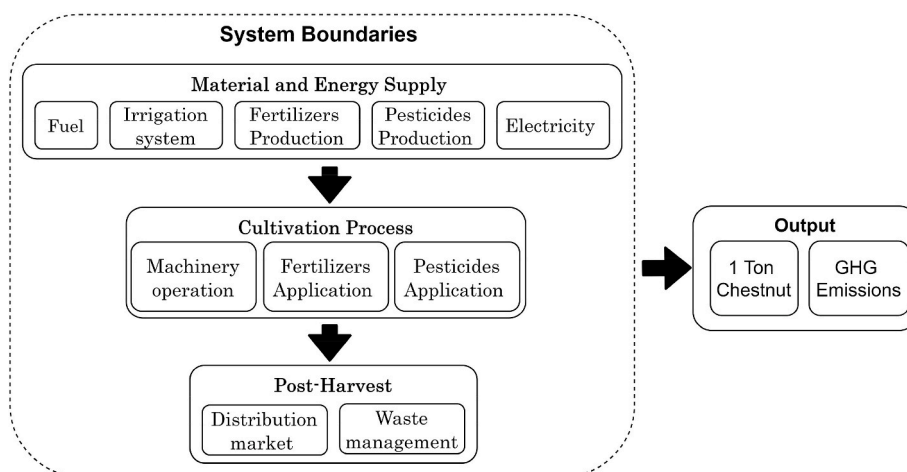 System Boundaries
Material and Energy Supply
Fuel
Irrigation
system
Fertilizers
Production
Pesticides
Production
Electricity
Cultivation Process
Machinery
operation
Fertilizers
Application
Pesticides
Application
Post-Harvest
Distribution
market
Waste
management
Output
1 Ton
Chestnut
GHG
Emissions